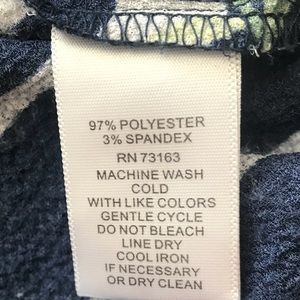 97% POLYESTER
3% SPANDEX
RN 73163
MACHINE WASH
COLD
WITH LIKE COLORS
GENTLE CYCLE
DO NOT BLEACH
LINE DRY
COOL IRON
IF NECESSARY
OR DRY CLEAN